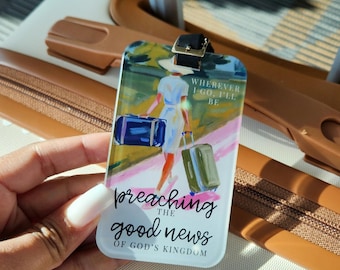 WHEREVER
I GO, I'LL
BE
preaching
THE
good news
OF GOD'S KINGDOM